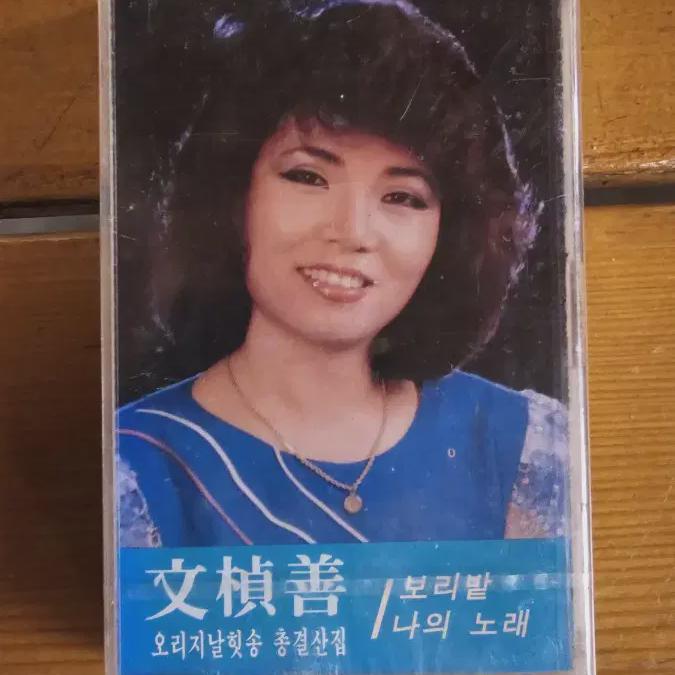 文楨善
오리지날힛송 총결산집
/ 보리밭
나의 노래